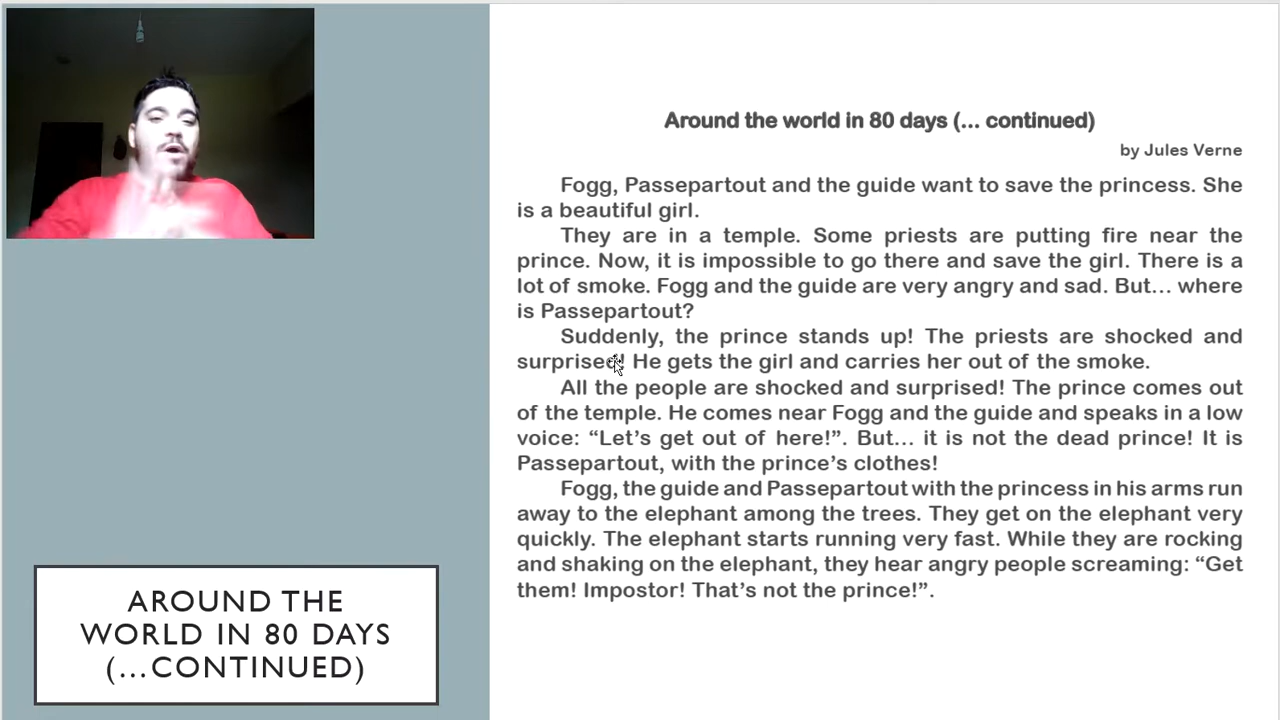 Around the world in 80 days (... continued)
by Jules Verne
Fogg, Passepartout and the guide want to save the princess. She
is a beautiful girl.
They are in a temple. Some priests are putting fire near the
prince. Now, it is impossible to go there and save the girl. There is a
lot of smoke. Fogg and the guide are very angry and sad. But... where
is Passepartout?
Suddenly, the prince stands up! The priests are shocked and
surprised! He gets the girl and carries her out of the smoke.
All the people are shocked and surprised! The prince comes out
of the temple. He comes near Fogg and the guide and speaks in a low
voice: “Let’s get out of here!”. But... it is not the dead prince! It is
Passepartout, with the prince’s clothes!
Fogg, the guide and Passepartout with the princess in his arms run
away to the elephant among the trees. They get on the elephant very
quickly. The elephant starts running very fast. While they are rocking
and shaking on the elephant, they hear angry people screaming: “Get
them! Impostor! That’s not the prince!”.
AROUND THE
WORLD IN 80 DAYS
(...CONTINUED)